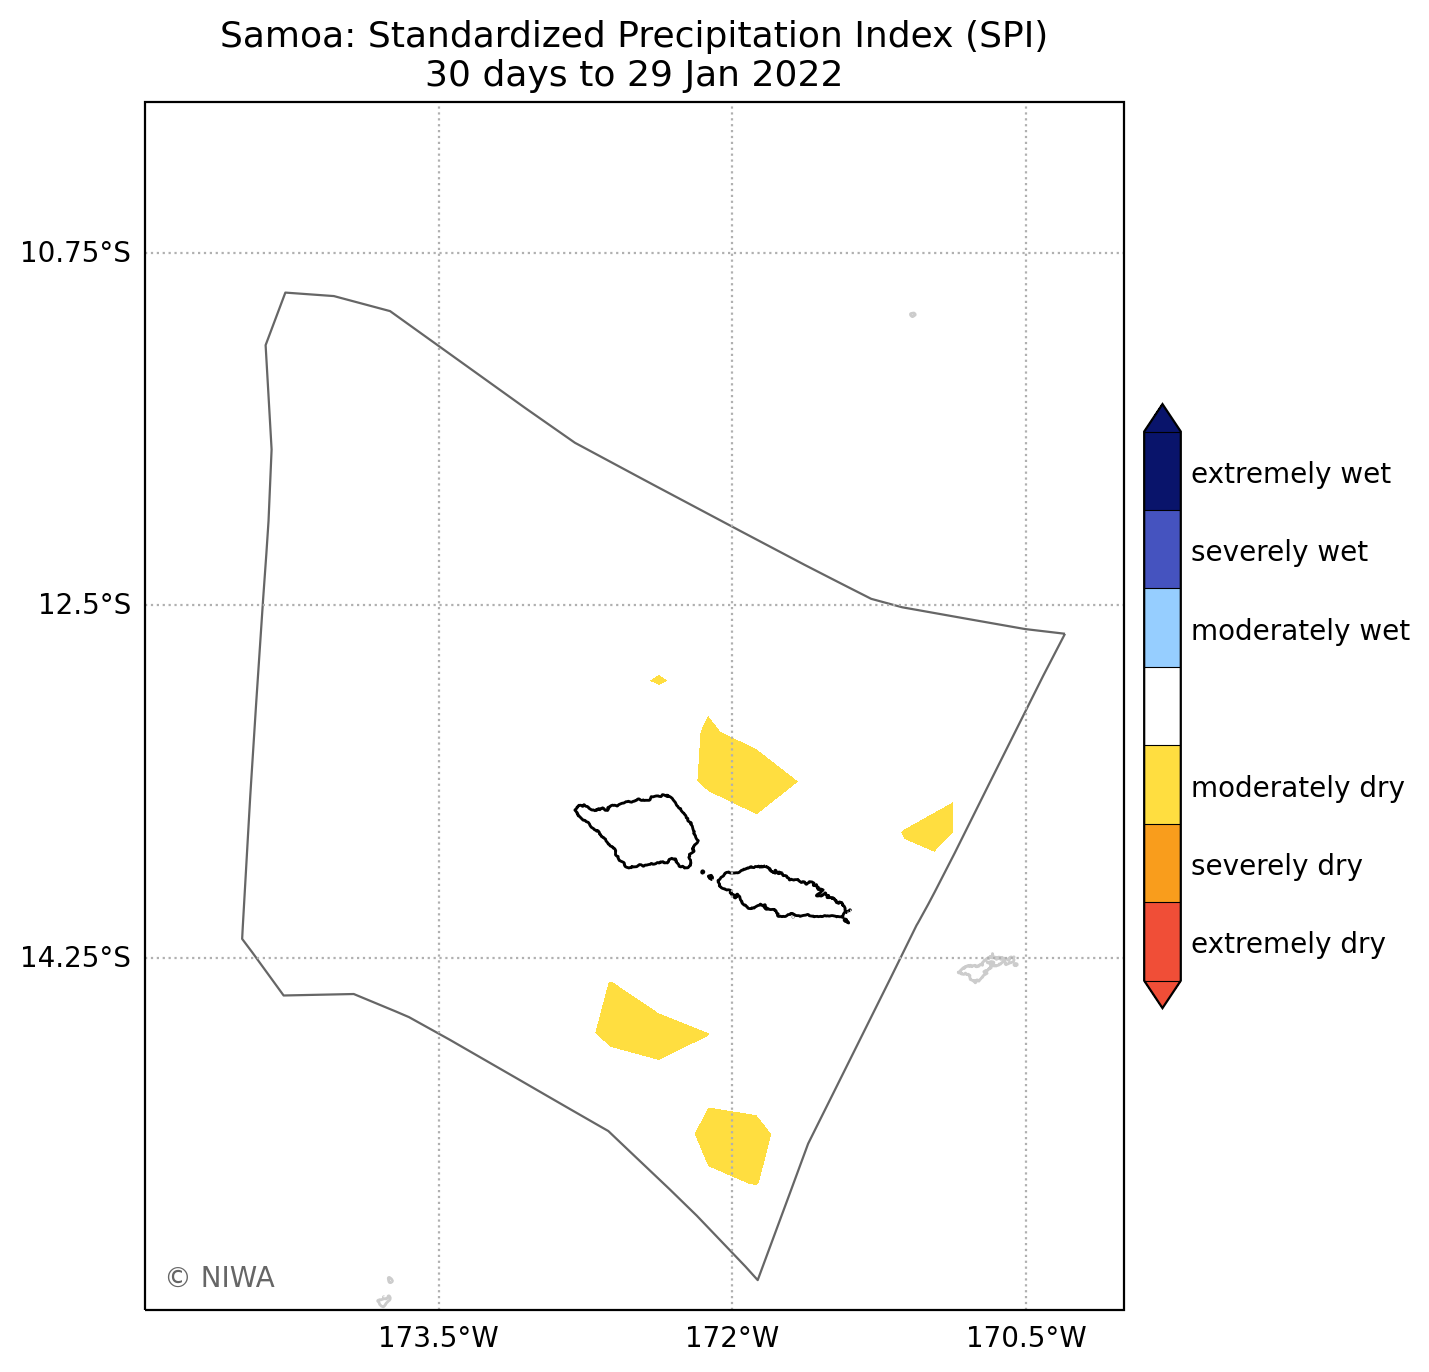 Samoa: Standardized Precipitation Index (SPI)
30 days to 29 Jan 2022
10.75°S
12.5°S
14.25°S
173.5°W
172°W
170.5°W
extremely wet
severely wet
moderately wet
moderately dry
severely dry
extremely dry
© NIWA